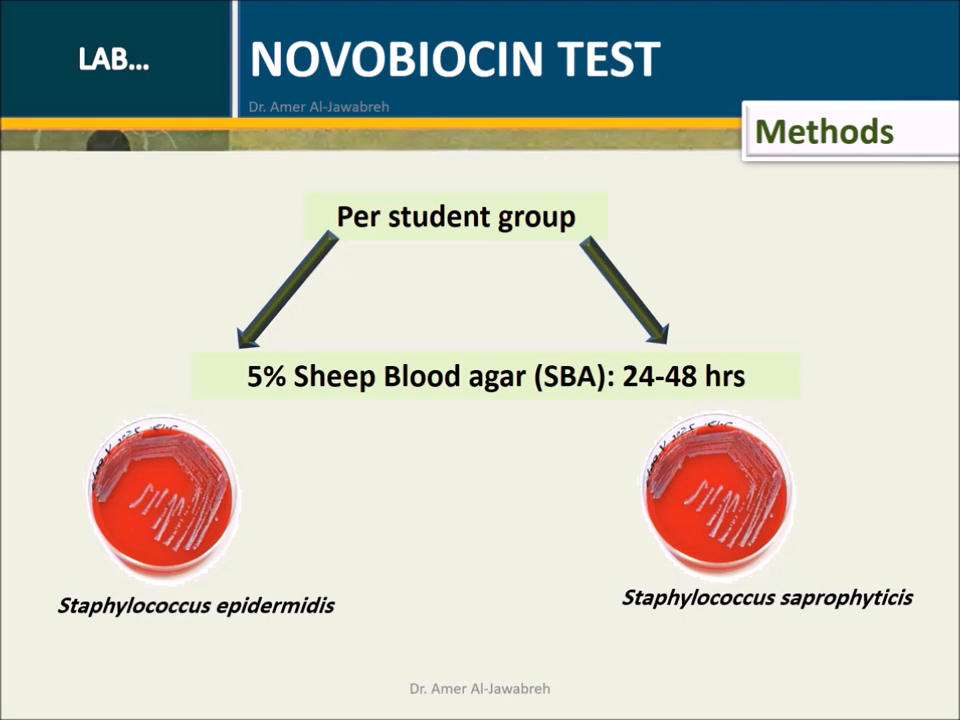 LAB...
NOVOBIOCIN TEST
Dr. Amer Al-Jawabreh
Methods
Per student group
5% Sheep Blood agar (SBA): 24-48 hrs
Staphylococcus epidermidis
Staphylococcus saprophyticis
Dr. Amer Al-Jawabreh